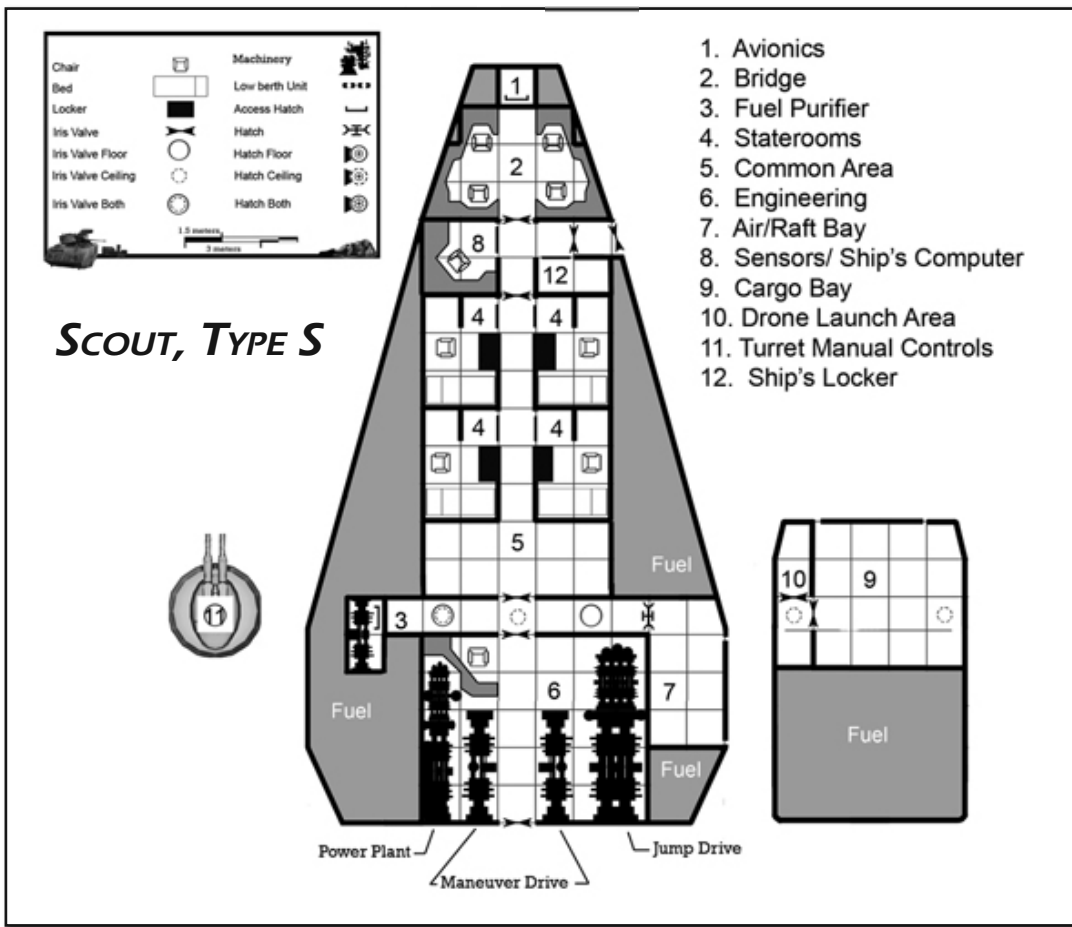 Chair
Bed
Locker
Iris Valve
Iris Valve Floor
Iris Valve Ceiling
Iris Valve Both
Machinery
Low berth Unit
Access Hatch
Hatch
Hatch Floor
Hatch Ceiling
Hatch Both
1.5 meters
3 meters
SCOUT, TYPE S
1. Avionics
2. Bridge
3. Fuel Purifier
4. Staterooms
5. Common Area
6. Engineering
7. Air/Raft Bay
8. Sensors/ Ship's Computer
9. Cargo Bay
10. Drone Launch Area
11. Turret Manual Controls
12. Ship's Locker
1
2
8
12
4 4
4 4
5
Fuel
3
6
7
Fuel
Fuel
11
10 9
Fuel
Power Plant
Maneuver Drive
Jump Drive